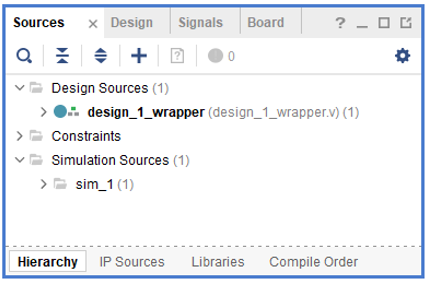 Sources × Design Signals Board ? _
0
Design Sources (1)
design_1_wrapper (design_1_wrapper.v) (1)
Constraints
Simulation Sources (1)
sim_1 (1)
Hierarchy IP Sources Libraries Compile Order